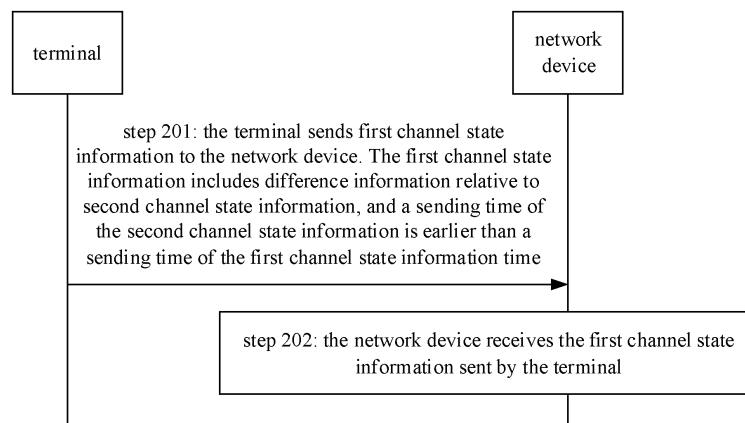 terminal
network
device
step 201: the terminal sends first channel state
information to the network device. The first channel state
information includes difference information relative to
second channel state information, and a sending time of
the second channel state information is earlier than a
sending time of the first channel state information time
step 202: the network device receives the first channel state
information sent by the terminal